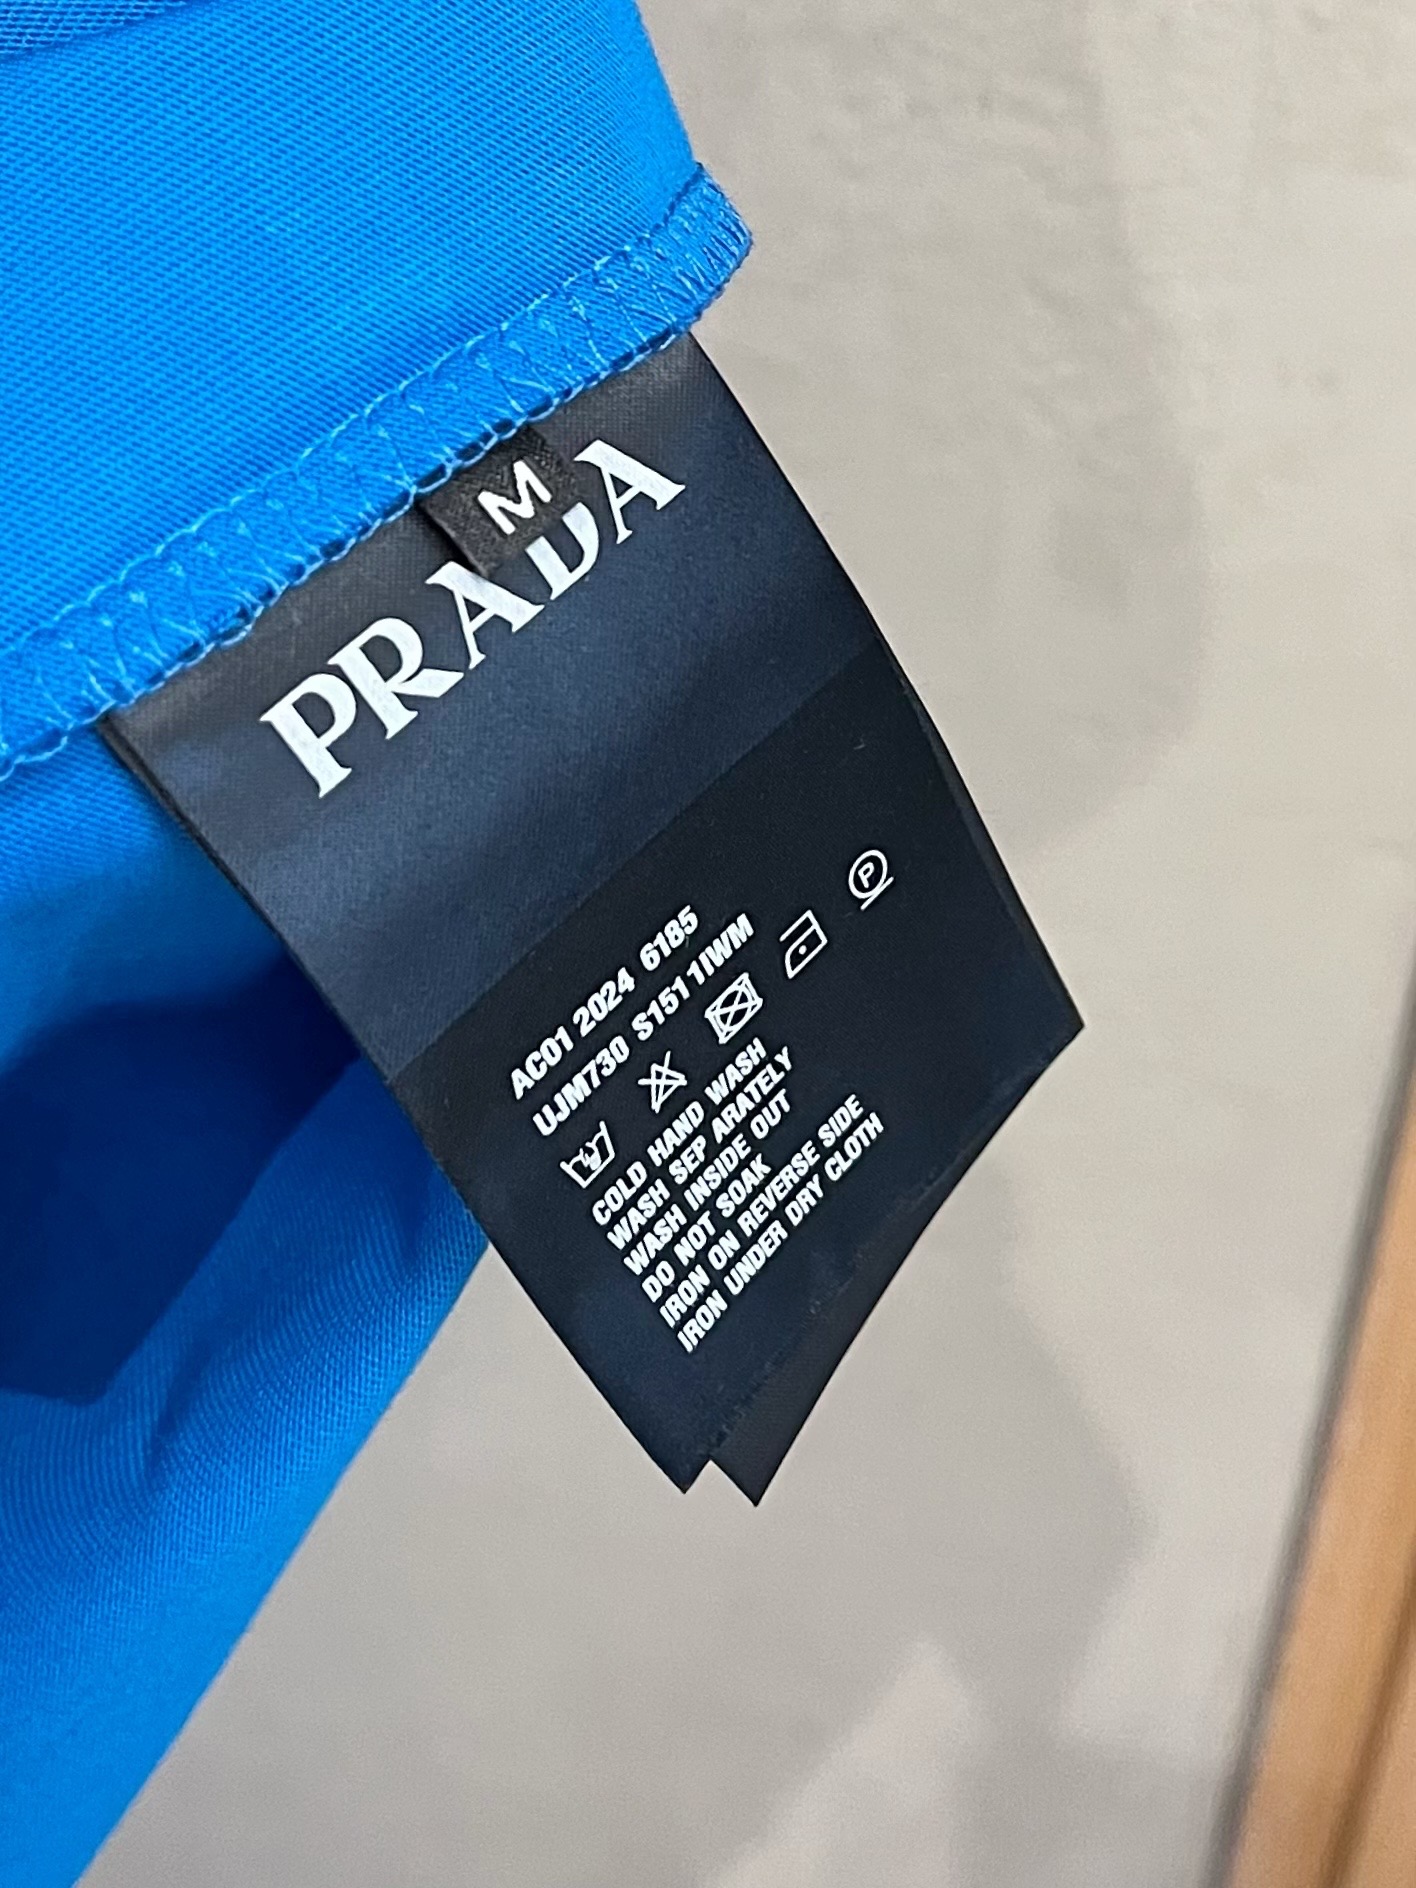 M
PRADA
AC01 2024 6185
UJM730 S151 1IWM
P
COLD HAND WASH
WASH SEP ARATELY
WASH INSIDE OUT
DO NOT SOAK
IRON ON REVERSE SIDE
IRON UNDER DRY CLOTH